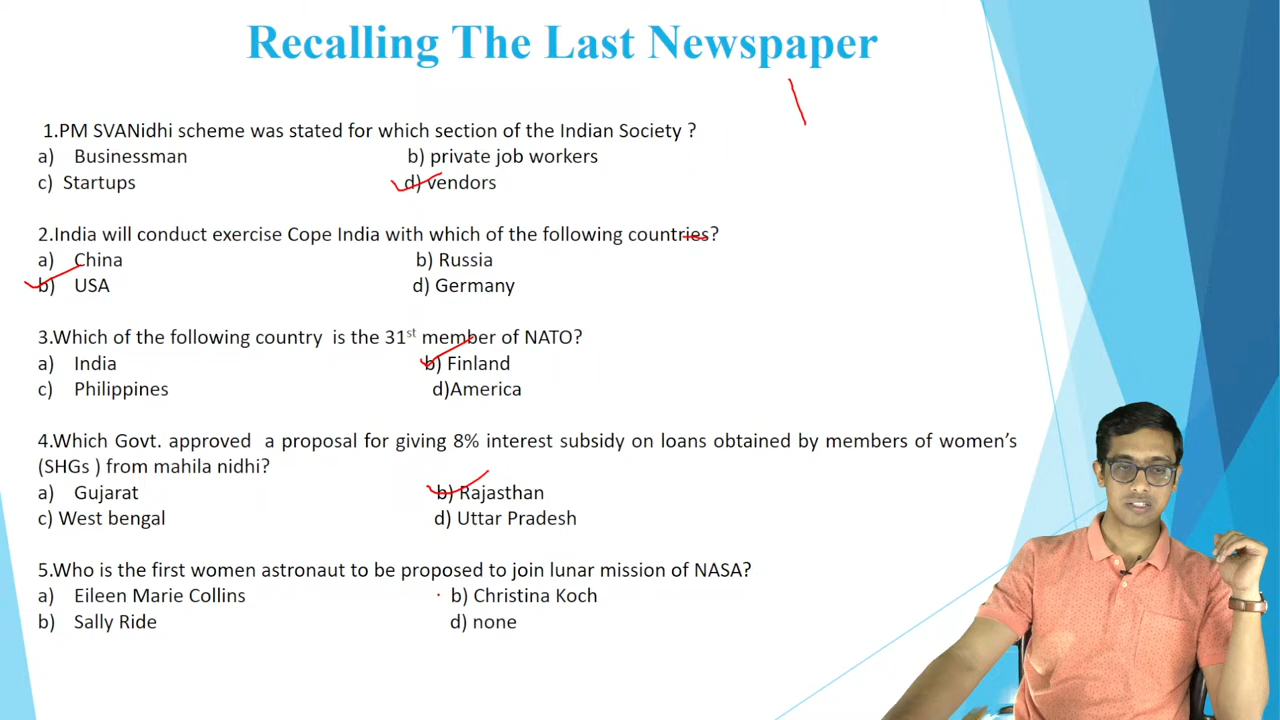 Recalling The Last Newspaper
1.PM SVANidhi scheme was stated for which section of the Indian Society ?
a) Businessman b) private job workers
c) Startups d) vendors
2.India will conduct exercise Cope India with which of the following countries?
a) China b) Russia
b) USA d) Germany
3.Which of the following country is the 31st member of NATO?
a) India b) Finland
c) Philippines d)America
4.Which Govt. approved a proposal for giving 8% interest subsidy on loans obtained by members of women's
(SHGs ) from mahila nidhi?
a) Gujarat b) Rajasthan
c) West bengal d) Uttar Pradesh
5.Who is the first women astronaut to be proposed to join lunar mission of NASA?
a) Eileen Marie Collins b) Christina Koch
b) Sally Ride d) none